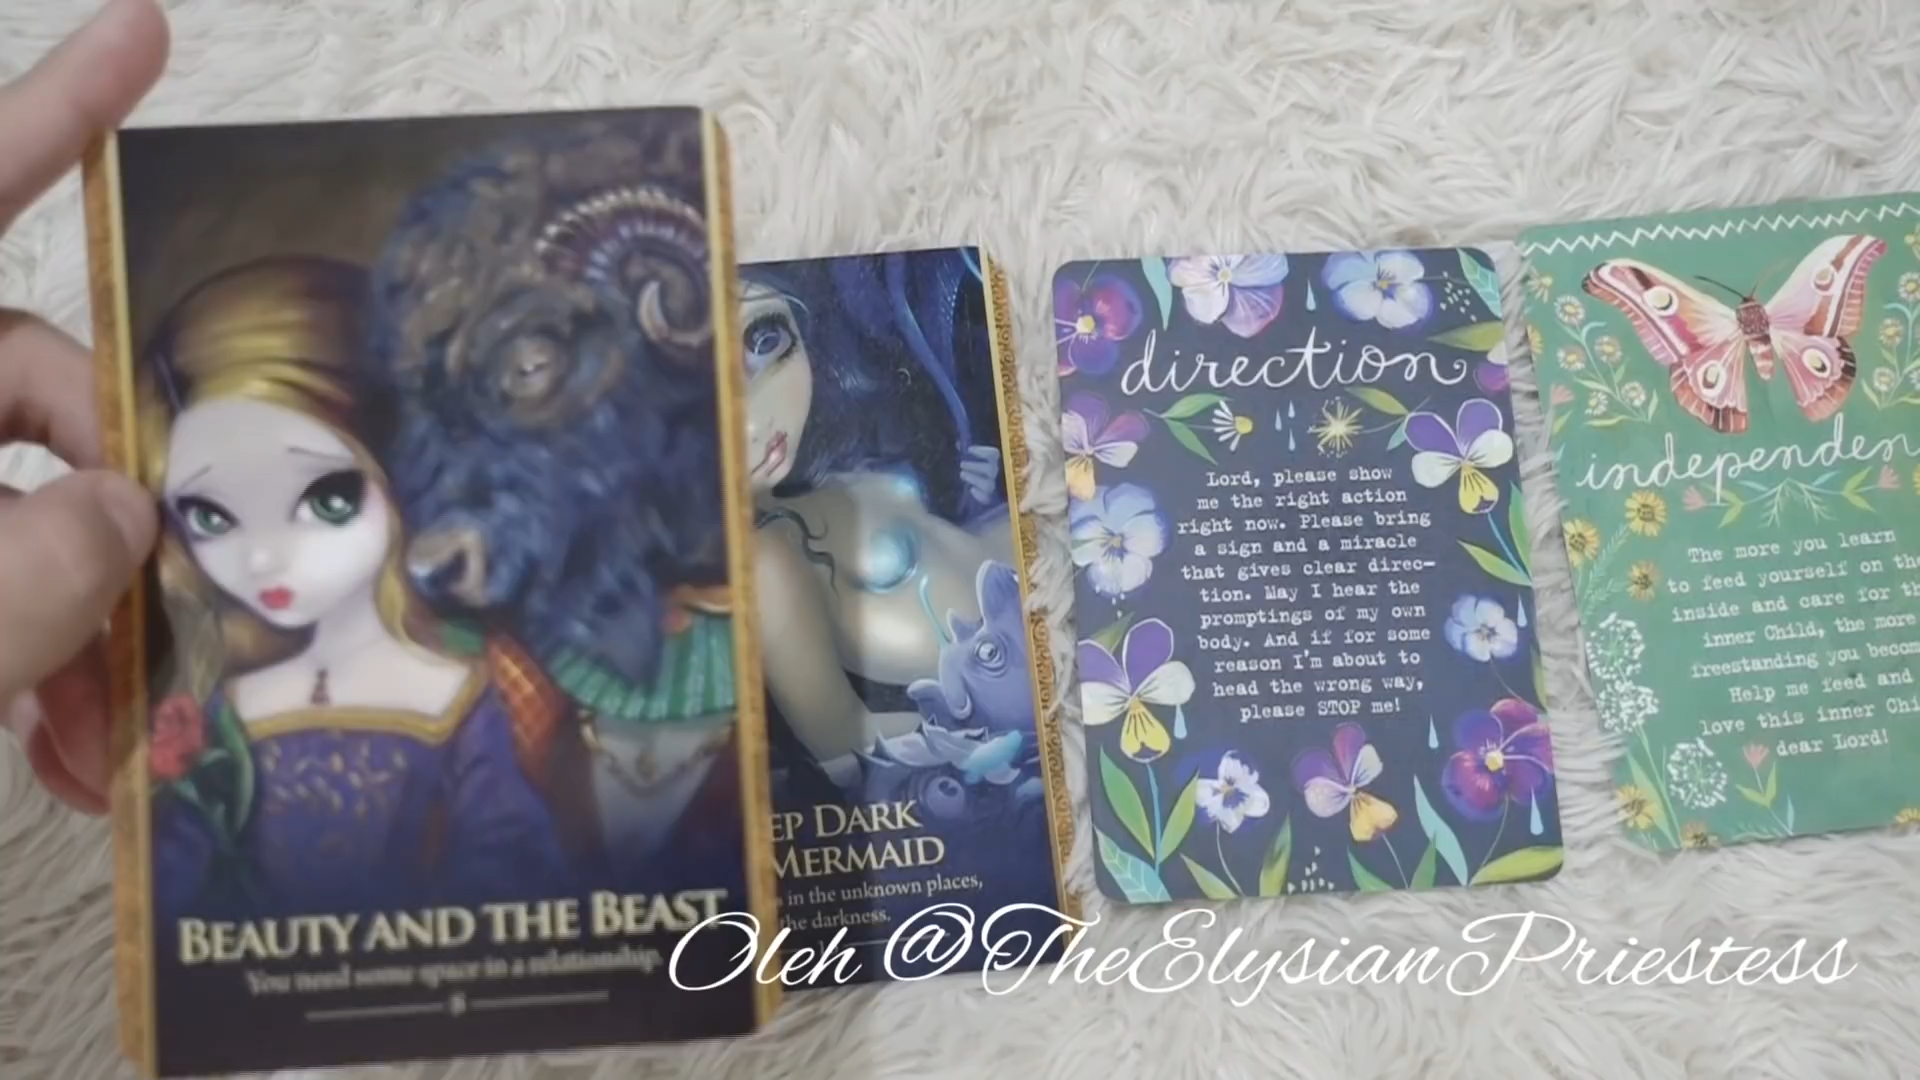 BEAUTY AND THE BEAST
You need some space in a relationship.
8
DARK
MERMAID
in the unknown places,
the darkness.
direction
Lord, please show
me the right action
right now. Please bring
a sign and a miracle
that gives clear direc-
tion. May I hear the
promptings of my own
body. And if for some
reason I'm about to
head the wrong way,
please STOP me!
independen
The more you learn
to feed yourself on the
inside and care for th
inner Child, the more
freestanding you becom
Help me feed and
love this inner Chi
dear Lord!
Oleh @TheElysianPriestess